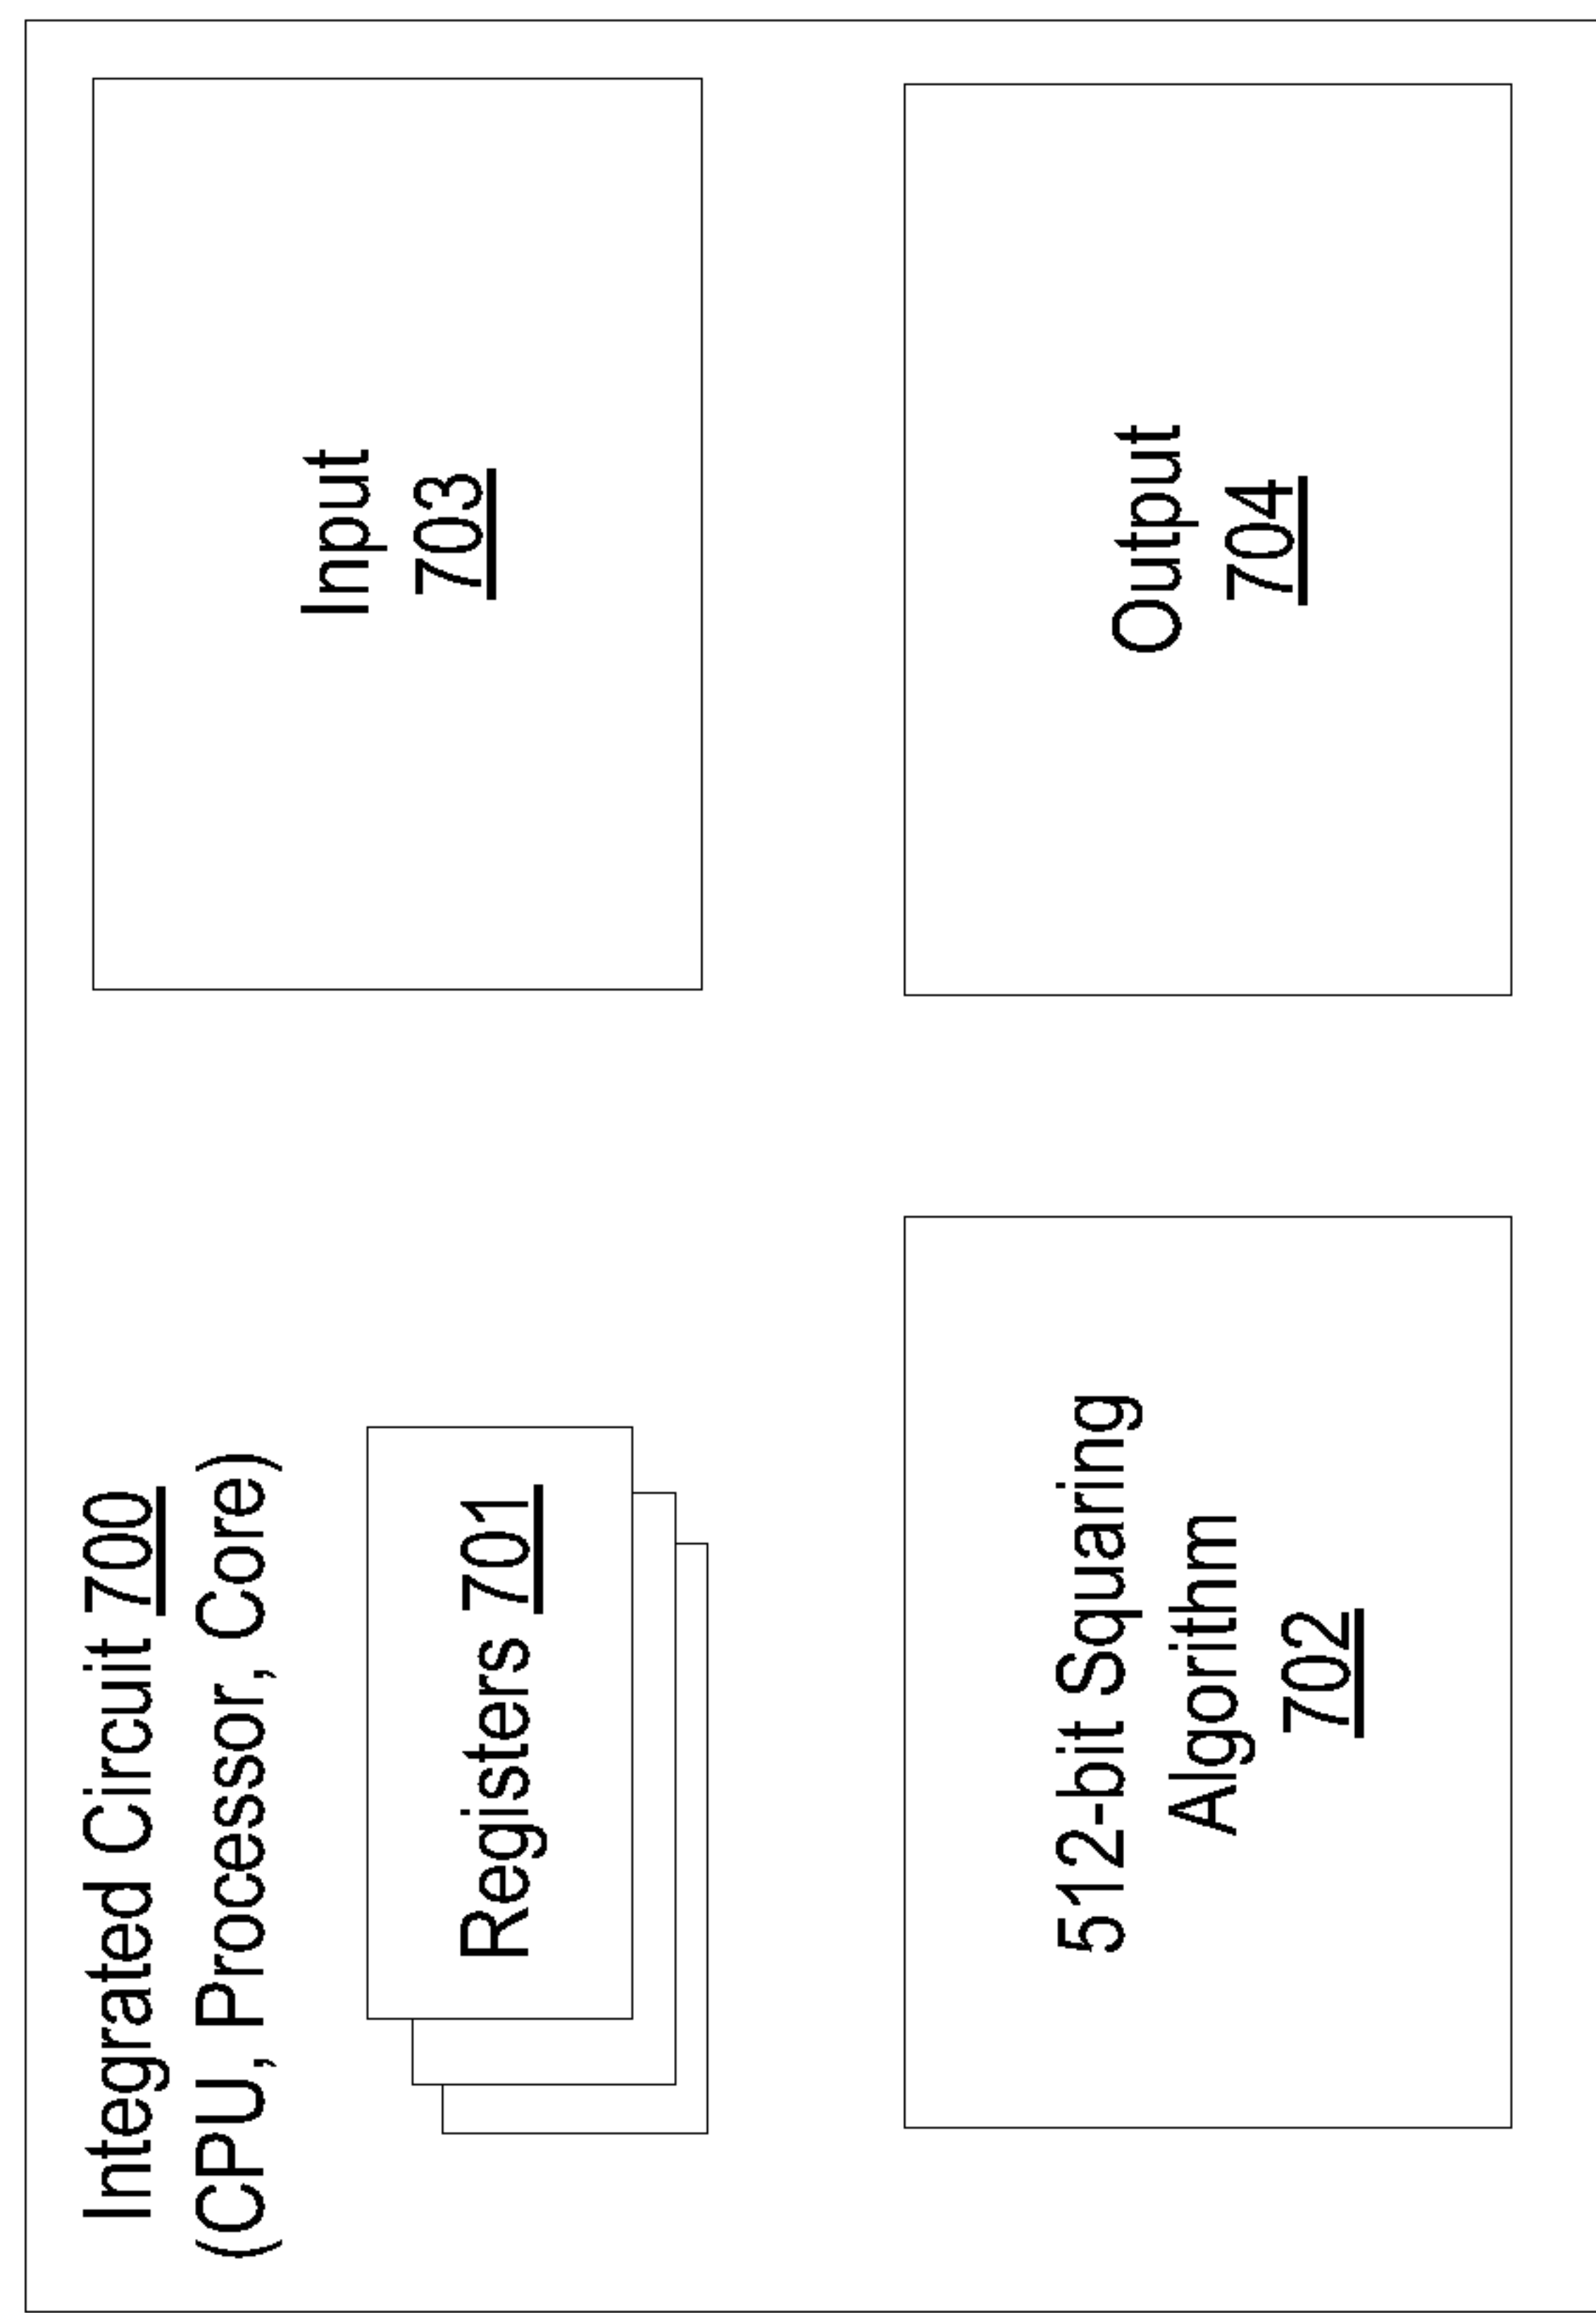 Integrated Circuit 700
(CPU, Processor, Core)
Registers 701
Input
703
512-bit Squaring
Algorithm
702
Output
704